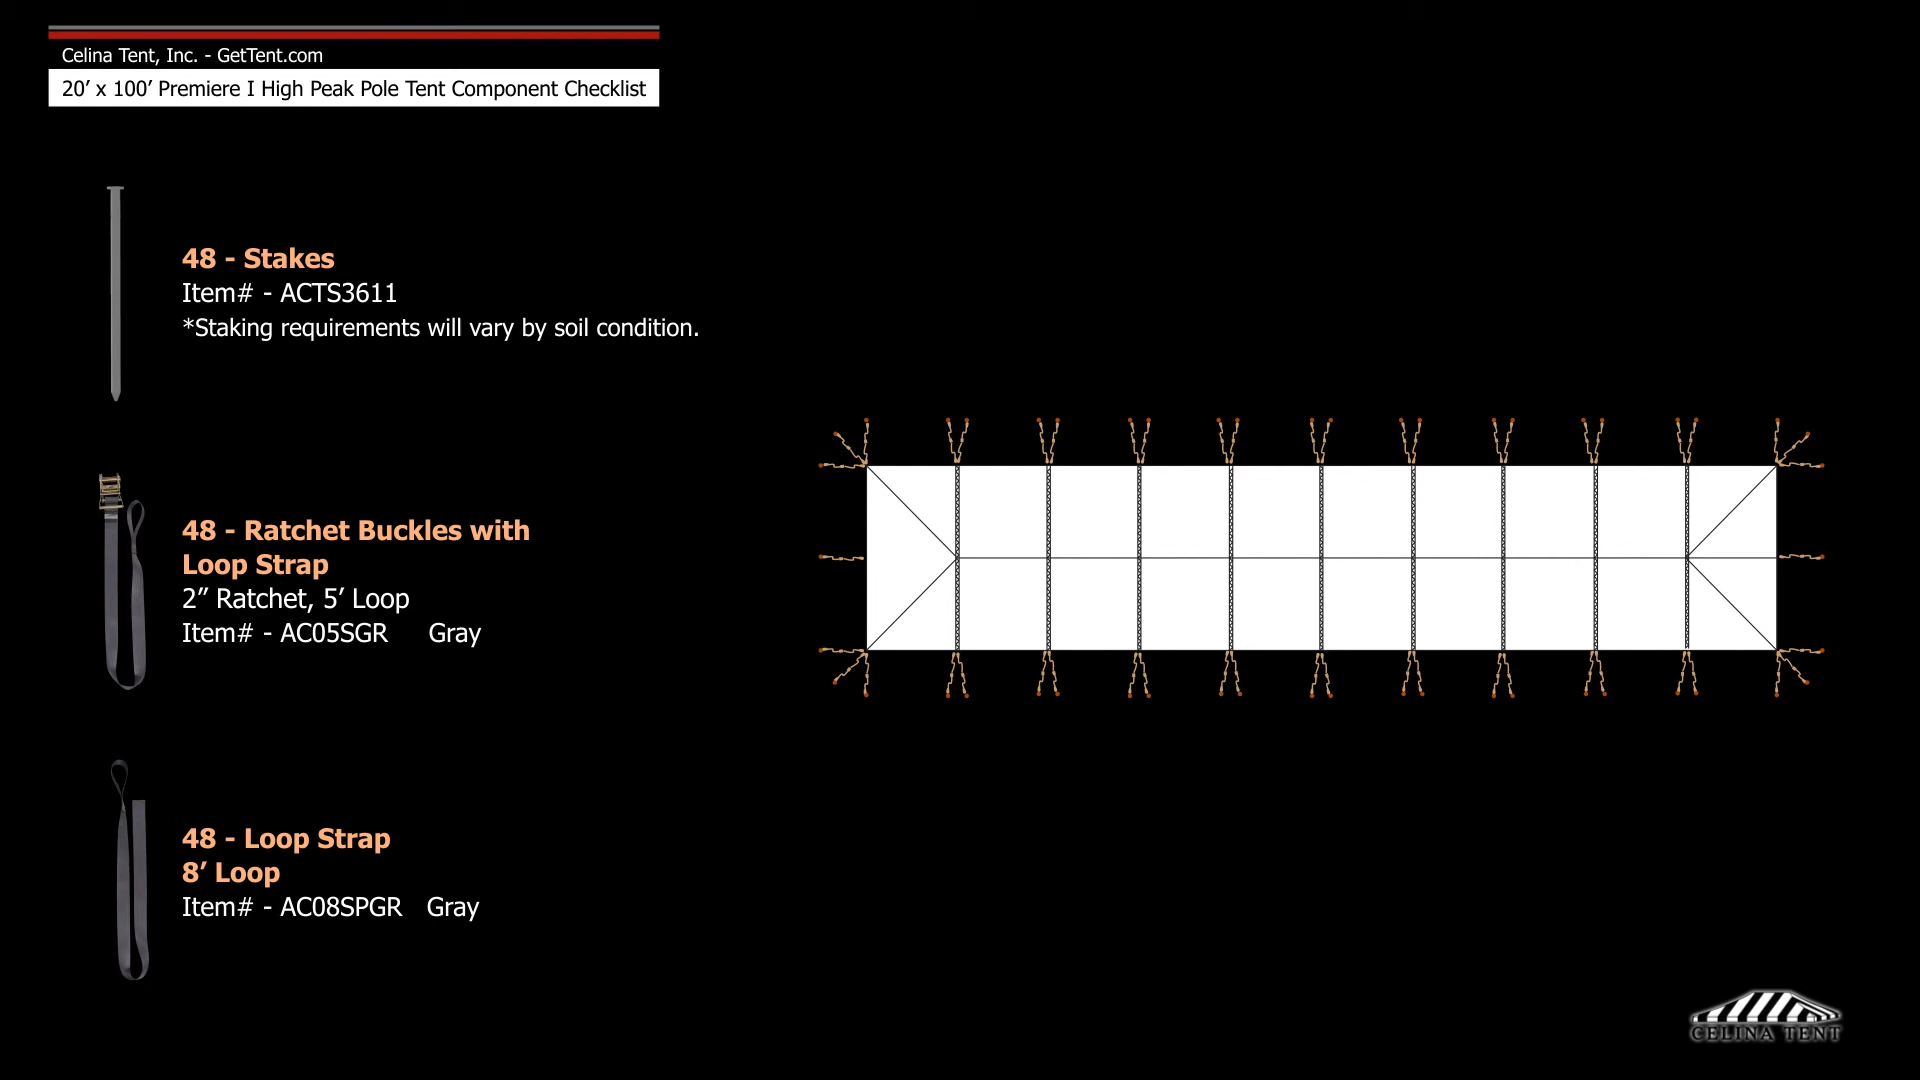 Celina Tent, Inc. - GetTent.com
20’ x 100’ Premiere I High Peak Pole Tent Component Checklist
48 - Stakes
Item# - ACTS3611
*Staking requirements will vary by soil condition.
48 - Ratchet Buckles with
Loop Strap
2” Ratchet, 5’ Loop
Item# - AC05SGR Gray
48 - Loop Strap
8’ Loop
Item# - AC08SPGR Gray
CELINA TENT